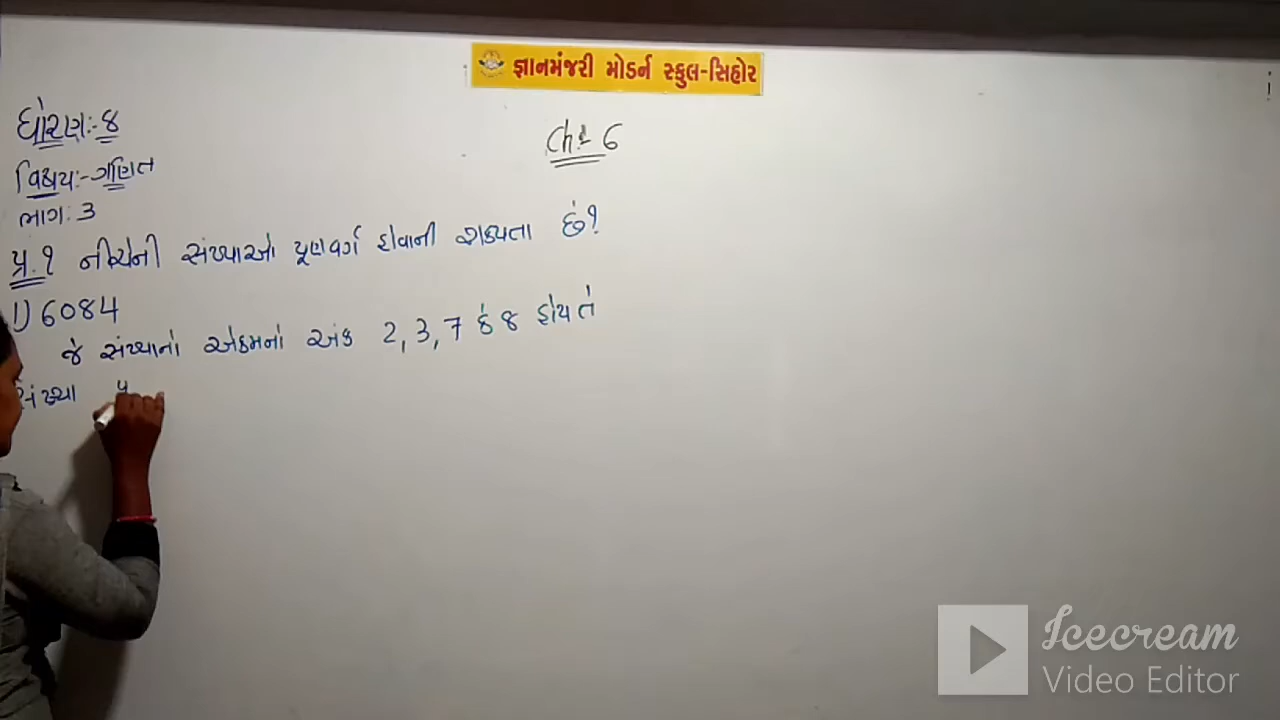 જ્ઞાનમંજરી મોડર્ન સ્કુલ-સિહોર
ધોરણ:-૪
Ch:- 6
વિષય:-ગણિત
ભાગ: 3
પ્ર.૧ નીચેની સંખ્યાઓ પૂણવર્ગ હોવાની શક્યતા છે?
1) 6084
જે સંખ્યાનો એકમનો અંક 2, 3, 7 કે 8 હોય તે
સંખ્યા
Icecream
Video Editor